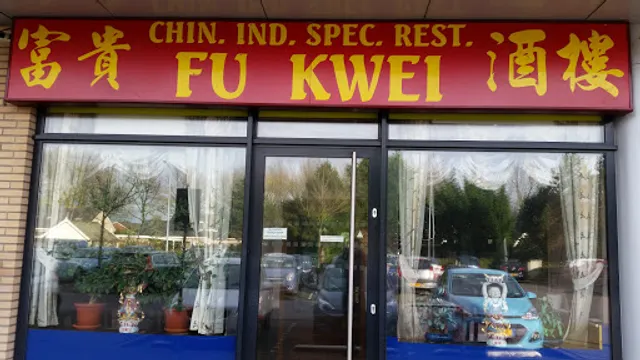 富貴
CHIN. IND. SPEC. REST.
FU KWEI
酒樓